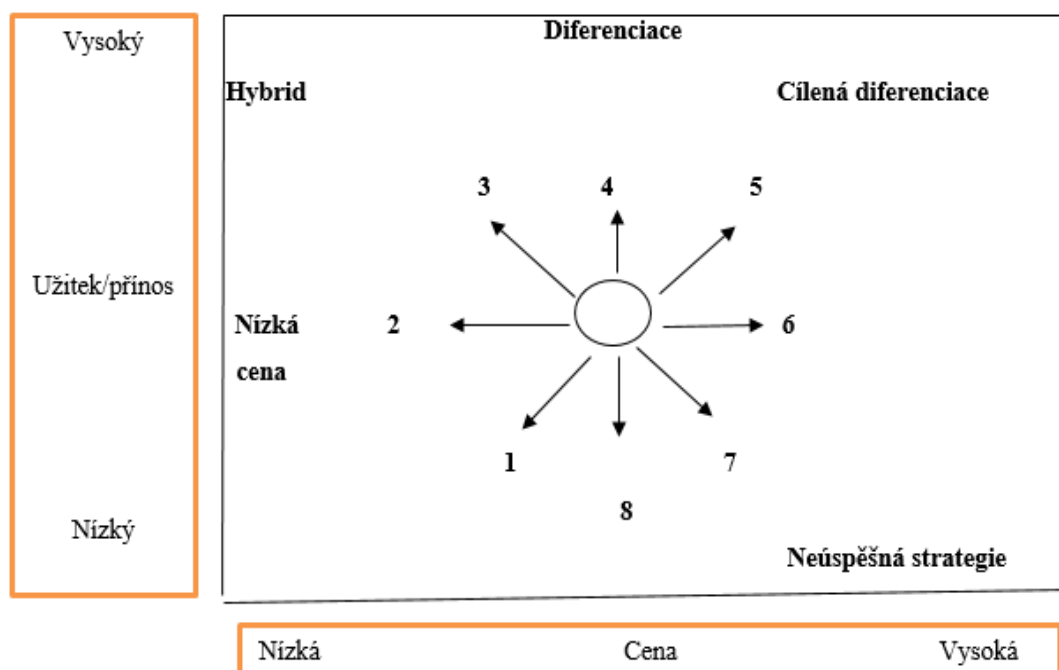 Vysoký
Užitek/přínos
Nízký
Diferenciace
Hybrid
Cílená diferenciace
3
4
5
Nízká
cena
2
6
1
7
8
Neúspěšná strategie
Nízká
Cena
Vysoká